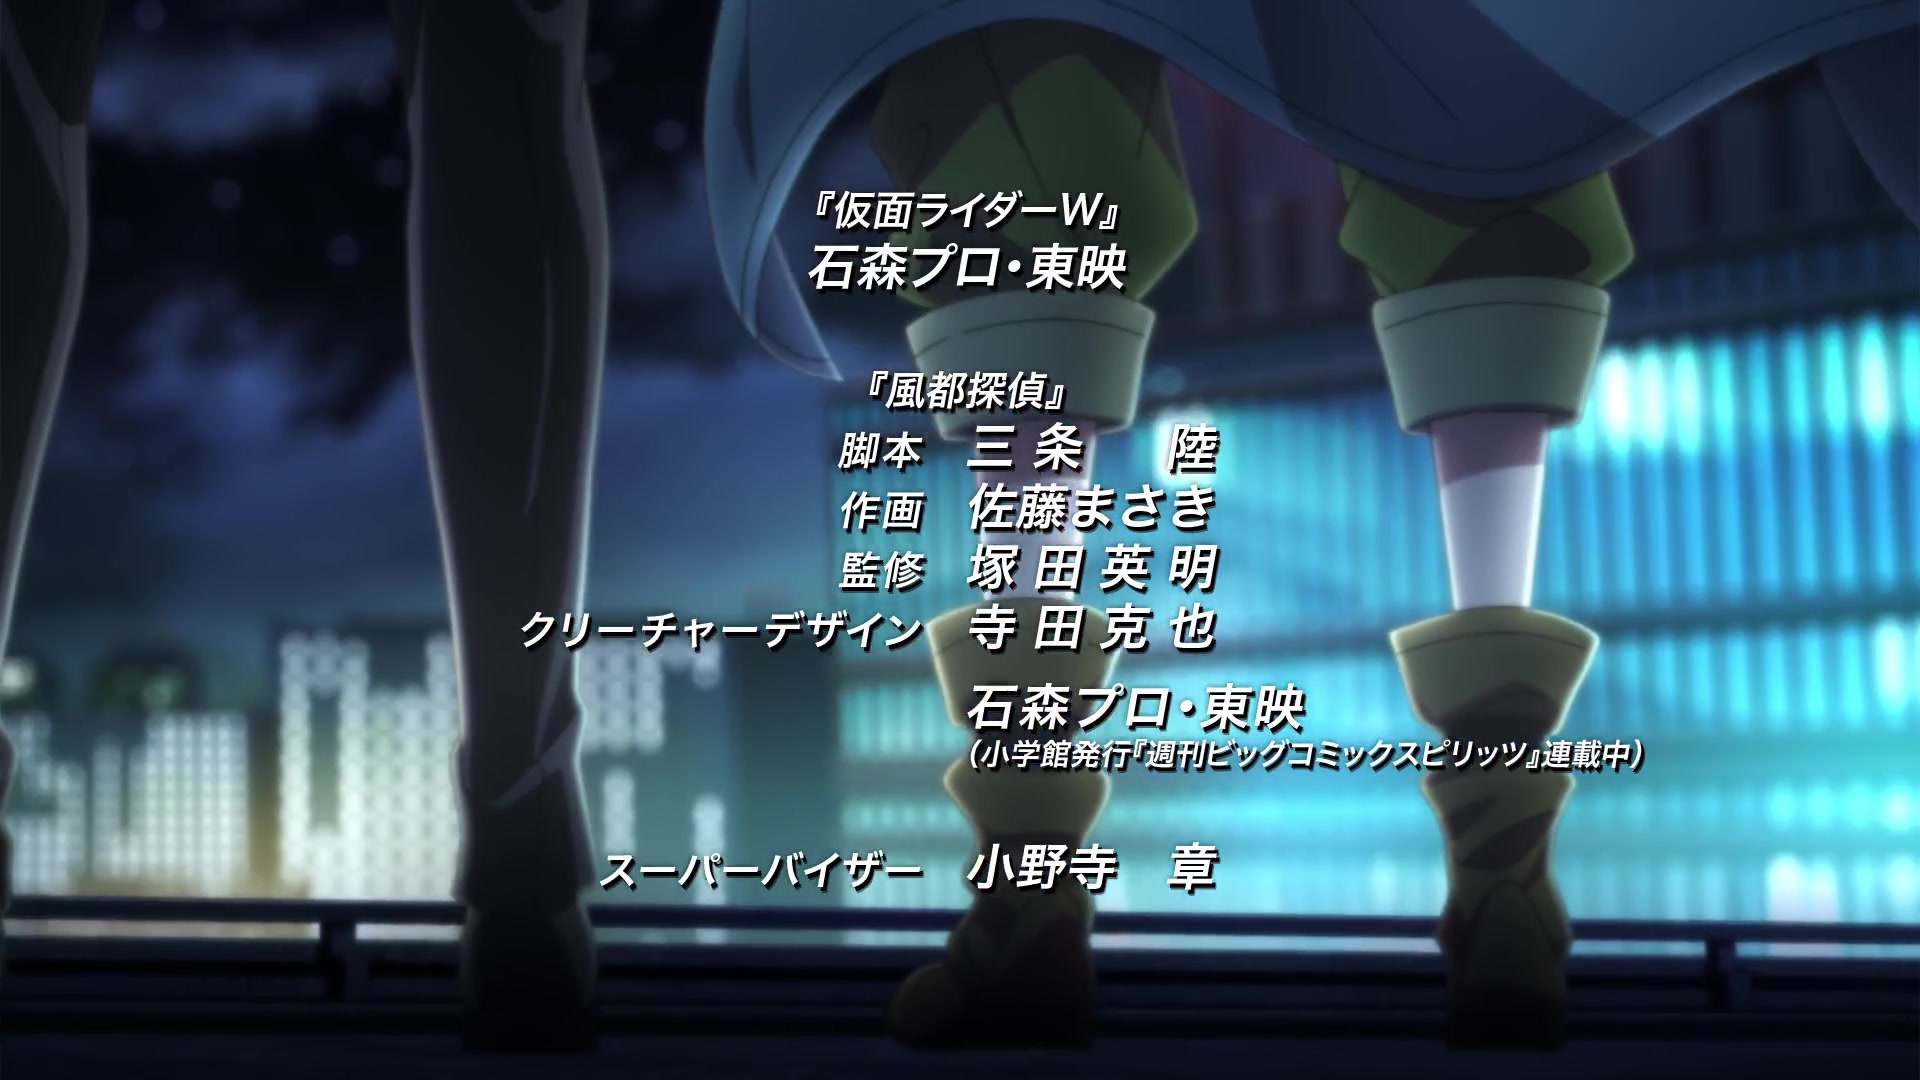 『仮面ライダーW』
石森プロ・東映
『風都探偵』
脚本 三条 陸
作画 佐藤まさき
監修 塚田英明
クリーチャーデザイン 寺田克也
石森プロ・東映
（小学館発行『週刊ビッグコミックスピリッツ』連載中）
スーパーバイザー 小野寺 章